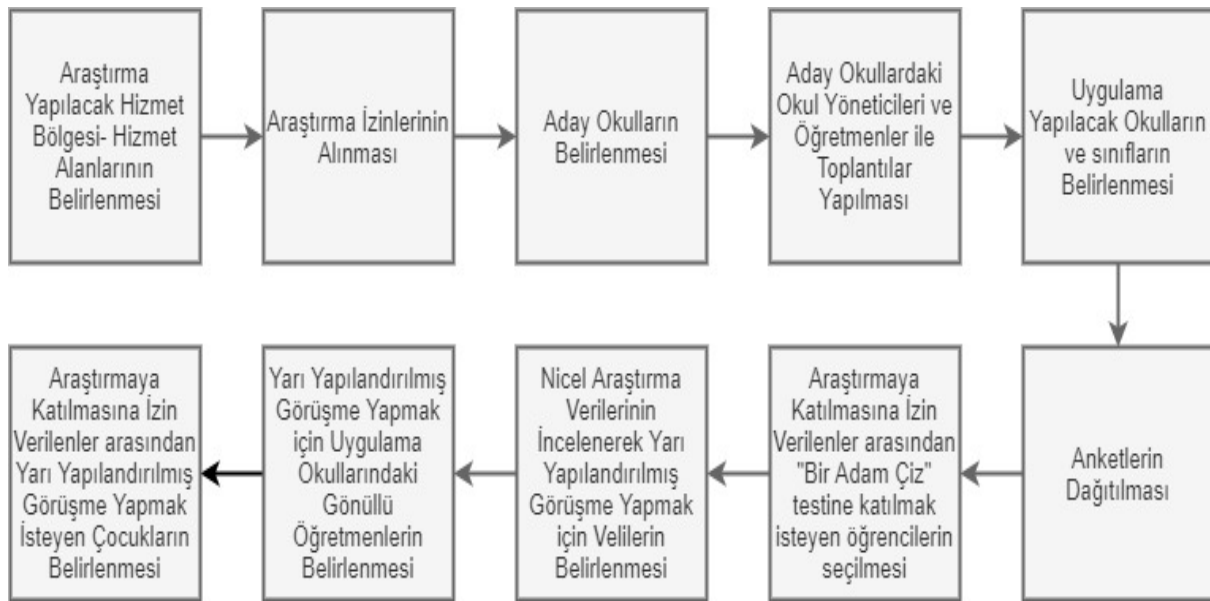 Araştırma
Yapılacak Hizmet
Bölgesi- Hizmet
Alanlarının
Belirlenmesi
Araştırma İzinlerinin
Alınması
Aday Okulların
Belirlenmesi
Aday Okullardaki
Okul Yöneticileri ve
Öğretmenler ile
Toplantılar
Yapılması
Uygulama
Yapılacak Okulların
ve sınıfların
Belirlenmesi
Anketlerin
Dağıtılması
Araştırmaya
Katılmasına İzin
Verilenler arasından
"Bir Adam Çiz"
testine katılmak
isteyen öğrencilerin
seçilmesi
Nicel Araştırma
Verilerinin
İncelenerek Yarı
Yapılandırılmış
Görüşme Yapmak
için Velilerin
Belirlenmesi
Yarı Yapılandırılmış
Görüşme Yapmak
için Uygulama
Okullarındaki
Gönüllü
Öğretmenlerin
Belirlenmesi
Araştırmaya
Katılmasına İzin
Verilenler arasından
Yarı Yapılandırılmış
Görüşme Yapmak
İsteyen Çocukların
Belirlenmesi